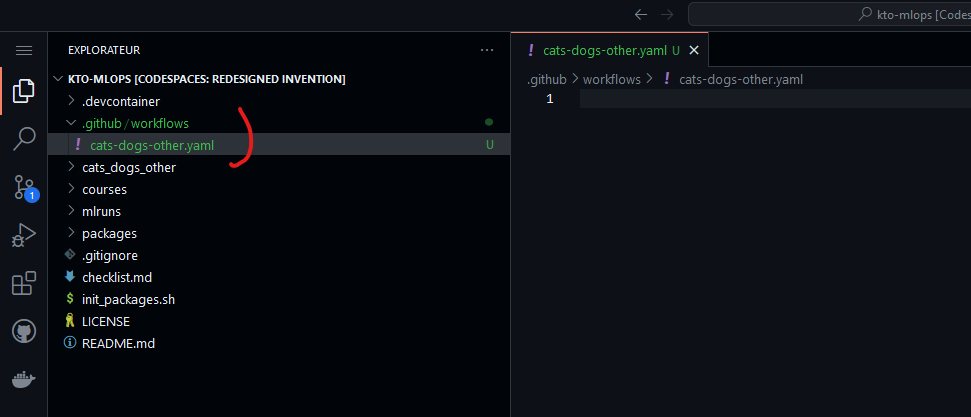 kto-mlops [Codespaces
EXPLORATEUR
KTO-MLOPS [CODESPACES: REDESIGNED INVENTION]
.devcontainer
.github/workflows
cats-dogs-other.yaml U
cats_dogs_other
courses
mlruns
packages
.gitignore
checklist.md
$ init_packages.sh
LICENSE
README.md
1
! cats-dogs-other.yaml U
.github > workflows > ! cats-dogs-other.yaml
1